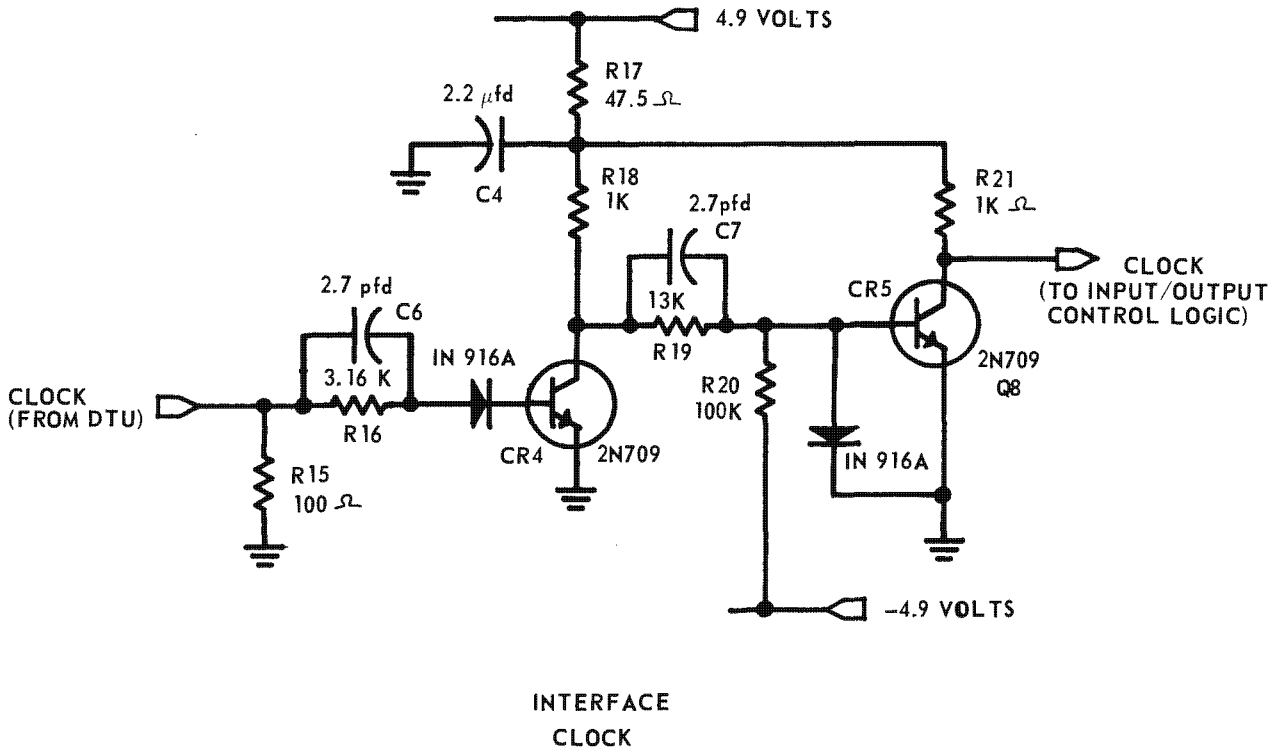 4.9 VOLTS
R17
47.5 Ω
2.2 µfd
C4
R18
1K
R21
1K Ω
2.7pfd
C7
CLOCK
(TO INPUT/OUTPUT
CONTROL LOGIC)
CR5
13K
R19
2.7 pfd
C6
IN 916A
3.16 K
R16
CLOCK
(FROM DTU)
R20
100K
2N709
Q8
CR4
2N709
IN 916A
R15
100 Ω
-4.9 VOLTS
INTERFACE
CLOCK